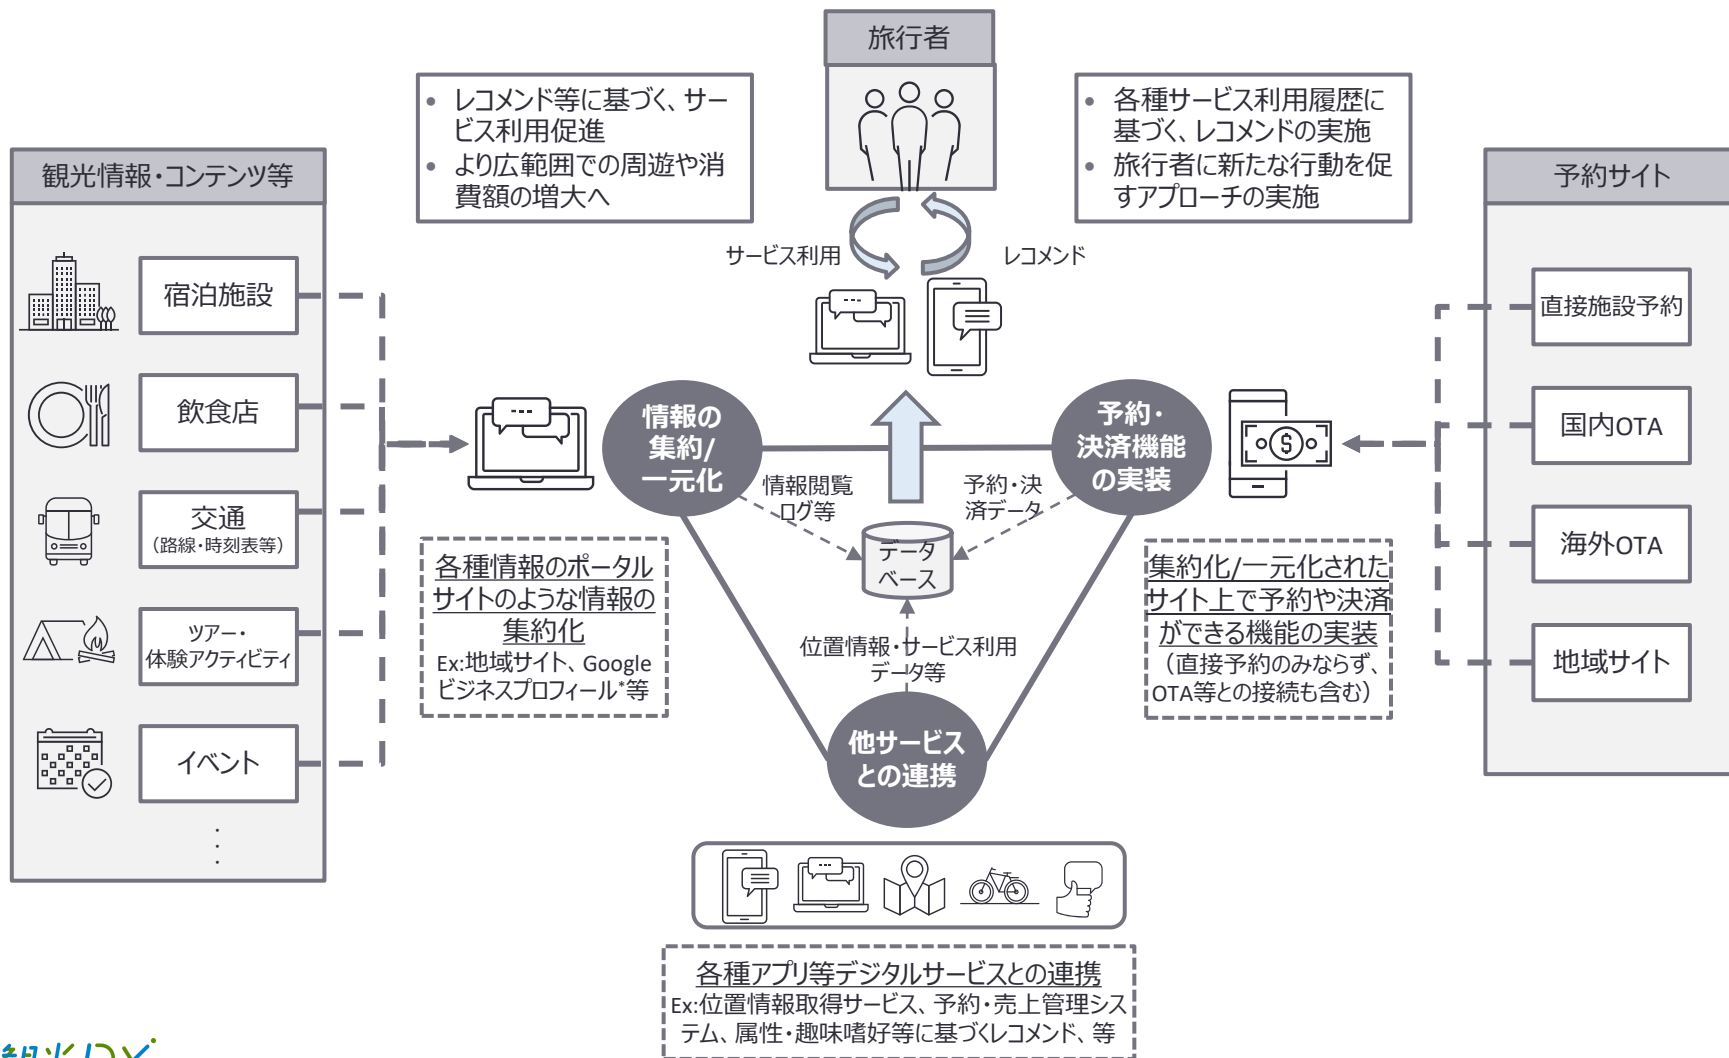 旅行者
• レコメンド等に基づく、サー
ビス利用促進
• より広範囲での周遊や消
費額の増大へ
• 各種サービス利用履歴に
基づく、レコメンドの実施
• 旅行者に新たな行動を促
すアプローチの実施
サービス利用
レコメンド
観光情報・コンテンツ等
宿泊施設
飲食店
交通
（路線・時刻表等）
ツアー・
体験アクティビティ
イベント
・
・
・
予約サイト
直接施設予約
国内OTA
海外OTA
地域サイト
情報の
集約/
一元化
予約・
決済機能
の実装
情報閲覧
ログ等
予約・決
済データ
データ
ベース
位置情報・サービス利用
データ等
他サービス
との連携
各種情報のポータル
サイトのような情報の
集約化
Ex:地域サイト、Google
ビジネスプロフィール*等
集約化/一元化された
サイト上で予約や決済
ができる機能の実装
（直接予約のみならず、
OTA等との接続も含む）
各種アプリ等デジタルサービスとの連携
Ex:位置情報取得サービス、予約・売上管理シス
テム、属性・趣味嗜好等に基づくレコメンド、等
観光DX